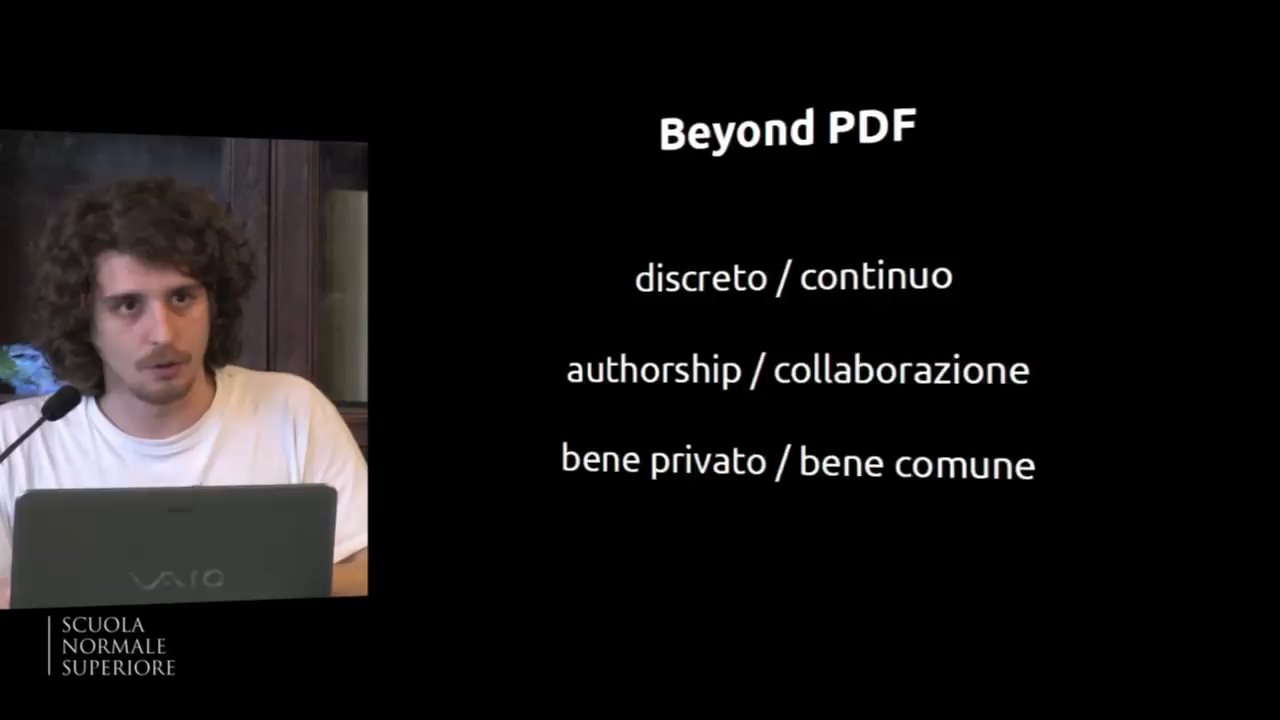 Beyond PDF
discreto / continuo
authorship / collaborazione
bene privato / bene comune
VAIO
SCUOLA
NORMALE
SUPERIORE